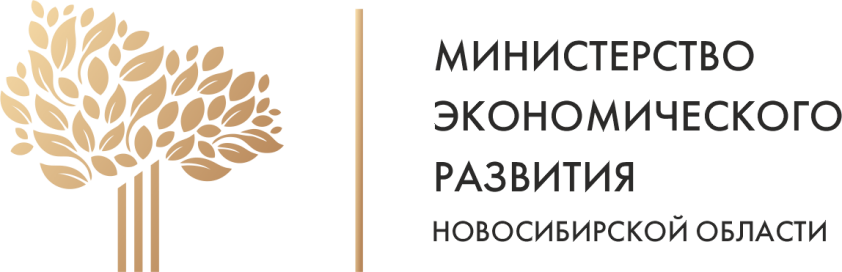 МИНИСТЕРСТВО
ЭКОНОМИЧЕСКОГО
РАЗВИТИЯ
НОВОСИБИРСКОЙ ОБЛАСТИ